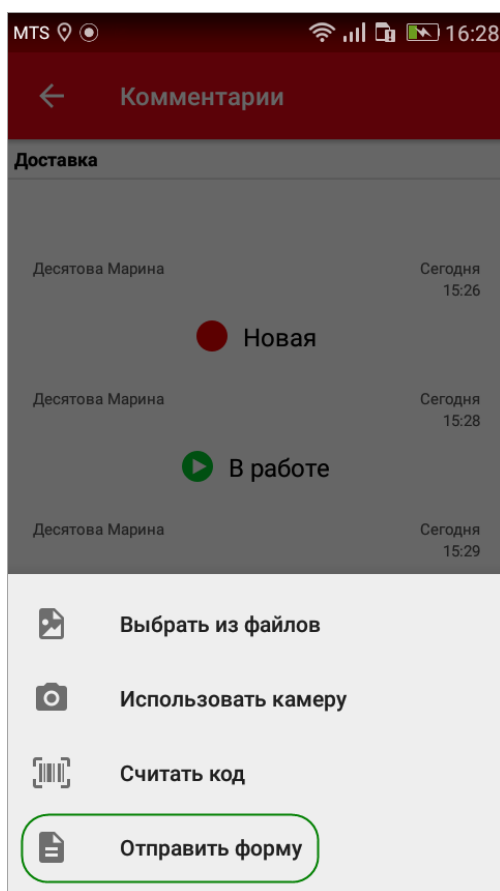 MTS 16:28
Комментарии
Доставка
Десятова Марина Сегодня
15:26
Новая
Десятова Марина Сегодня
15:28
В работе
Десятова Марина Сегодня
15:29
Выбрать из файлов
Использовать камеру
Считать код
Отправить форму